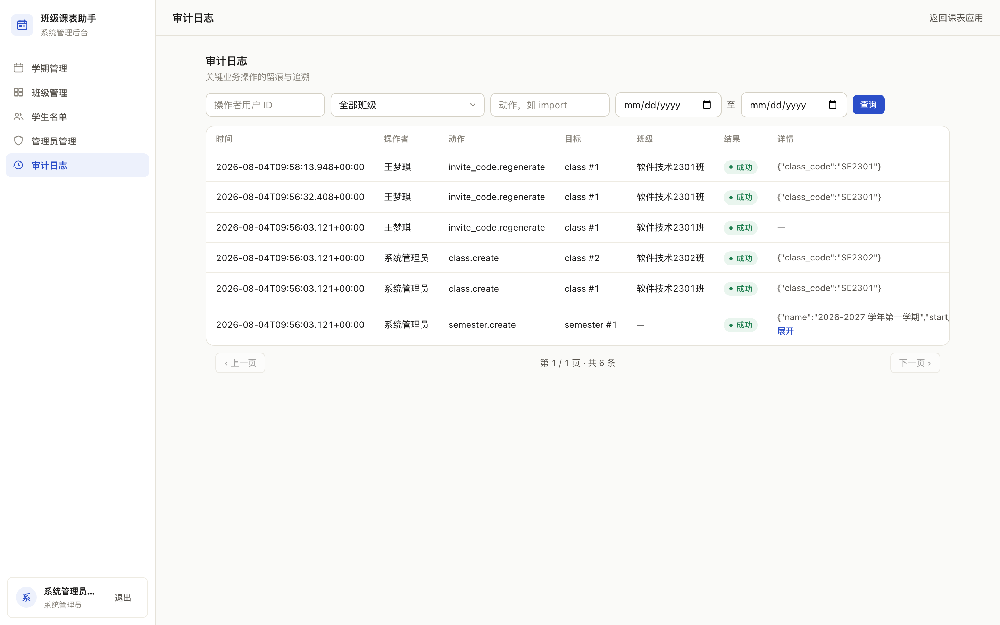 班级课表助手
系统管理后台
学期管理
班级管理
学生名单
管理员管理
审计日志
系
系统管理员...
系统管理员
退出
审计日志
返回课表应用
审计日志
关键业务操作的留痕与追溯
操作者用户 ID 全部班级 动作，如 import mm/dd/yyyy 至 mm/dd/yyyy 查询
时间 操作者 动作 目标 班级 结果 详情
2026-08-04T09:58:13.948+00:00 王梦琪 invite_code.regenerate class #1 软件技术2301班 成功 {"class_code":"SE2301"}
2026-08-04T09:56:32.408+00:00 王梦琪 invite_code.regenerate class #1 软件技术2301班 成功 {"class_code":"SE2301"}
2026-08-04T09:56:03.121+00:00 王梦琪 invite_code.regenerate class #1 软件技术2301班 成功 —
2026-08-04T09:56:03.121+00:00 系统管理员 class.create class #2 软件技术2302班 成功 {"class_code":"SE2302"}
2026-08-04T09:56:03.121+00:00 系统管理员 class.create class #1 软件技术2301班 成功 {"class_code":"SE2301"}
2026-08-04T09:56:03.121+00:00 系统管理员 semester.create semester #1 — 成功 {"name":"2026-2027 学年第一学期","start_
展开
‹ 上一页 第 1 / 1 页 · 共 6 条 下一页 ›